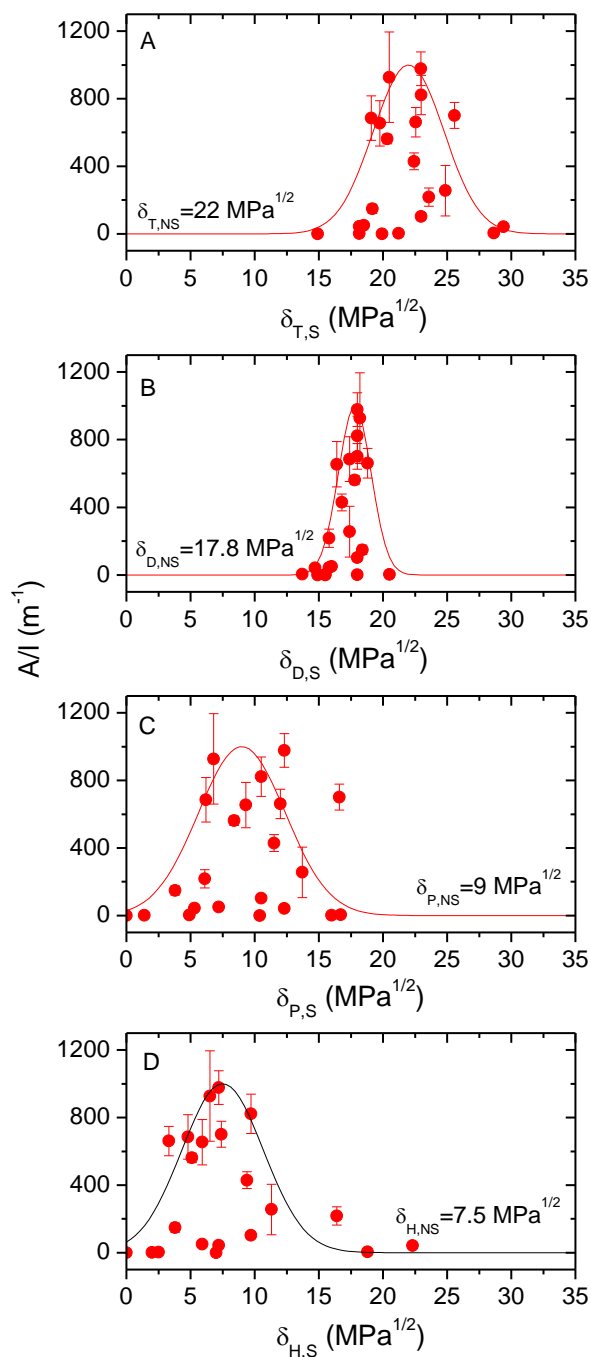 A
1200
800
400
0
δT,NS=22 MPa1/2
0 5 10 15 20 25 30 35
δT,S (MPa1/2)
B
1200
800
400
0
δD,NS=17.8 MPa1/2
0 5 10 15 20 25 30 35
δD,S (MPa1/2)
A/l (m-1)
C
1200
800
400
0
δP,NS=9 MPa1/2
0 5 10 15 20 25 30 35
δP,S (MPa1/2)
D
1200
800
400
0
δH,NS=7.5 MPa1/2
0 5 10 15 20 25 30 35
δH,S (MPa1/2)